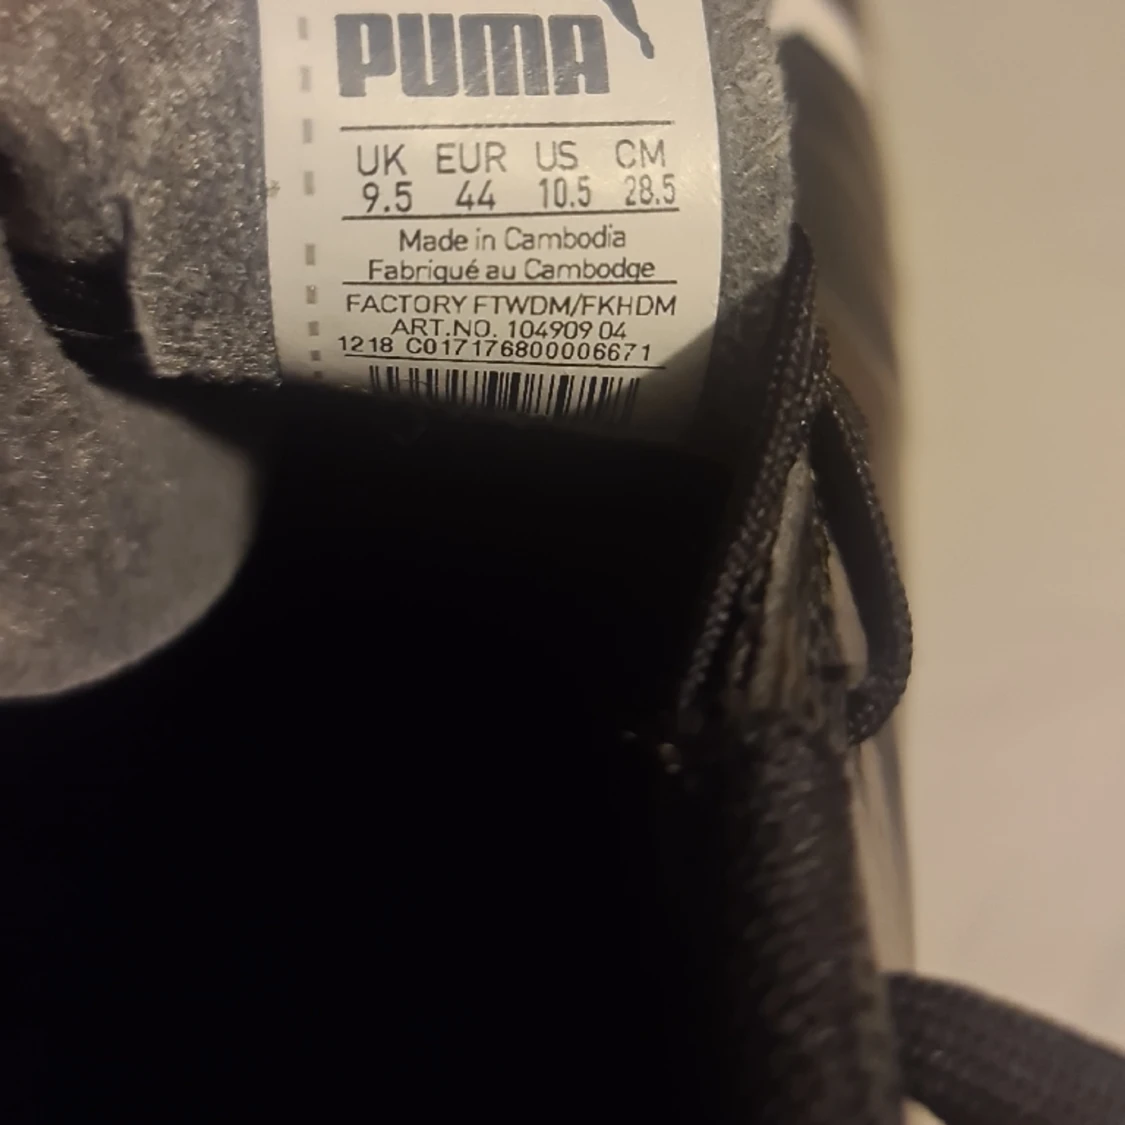 PUMA
UK EUR US CM
9.5 44 10.5 28.5
Made in Cambodia
Fabriqué au Cambodge
FACTORY FTWDM/FKHDM
ART.NO. 104909 04
1218 C017176800006671